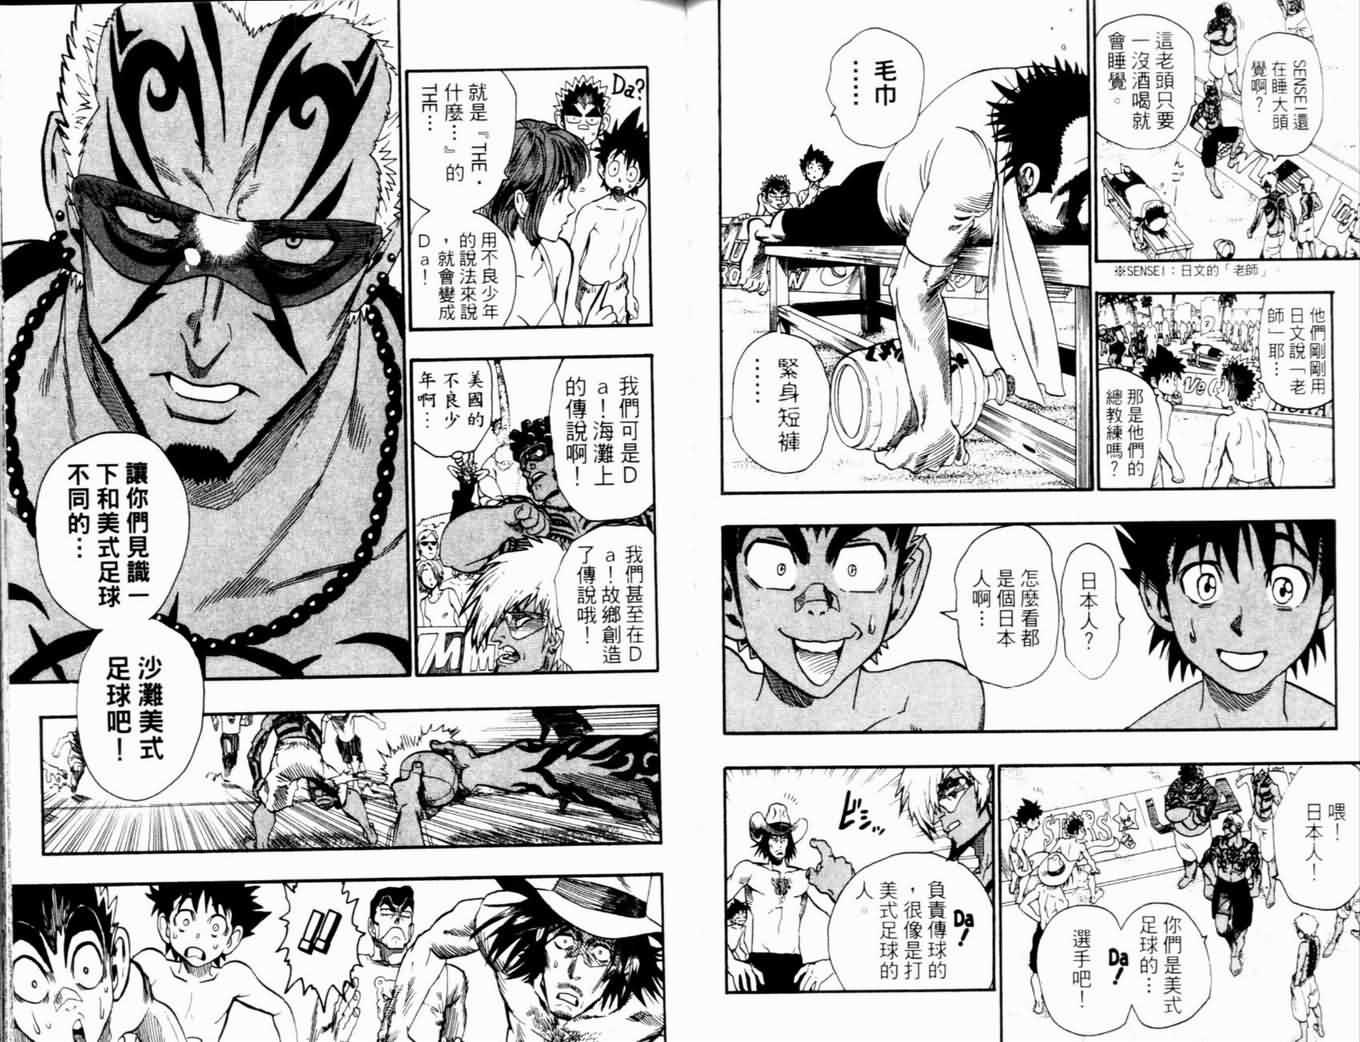 SENSEI還
在睡大頭
覺啊？
這老頭只要
一沒酒喝就
會睡覺。
※SENSEI：日文的「老師」
毛巾
……
緊身短褲
……
他們剛剛用
日文說「老
師」耶…
那是他們的
總教練嗎？
日本人？
怎麼看都
是個日本
人啊…
喂！
日本人！
你們是美式
足球的…
Da!
選手吧！
ビシッ
Da!
負責傳球的
，很像是打
美式足球的
人。
Da?
就是『THE·
什麼…』的
THE…
用不良少年
的說法來說
，就會變成
Da！
我們可是D
a！海灘上
的傳說啊！
美國的
不良少
年啊…
我們甚至在D
a！故鄉創造
了傳說哦！
讓你們見識一
下和美式足球
不同的…
沙灘美式
足球吧！
!!